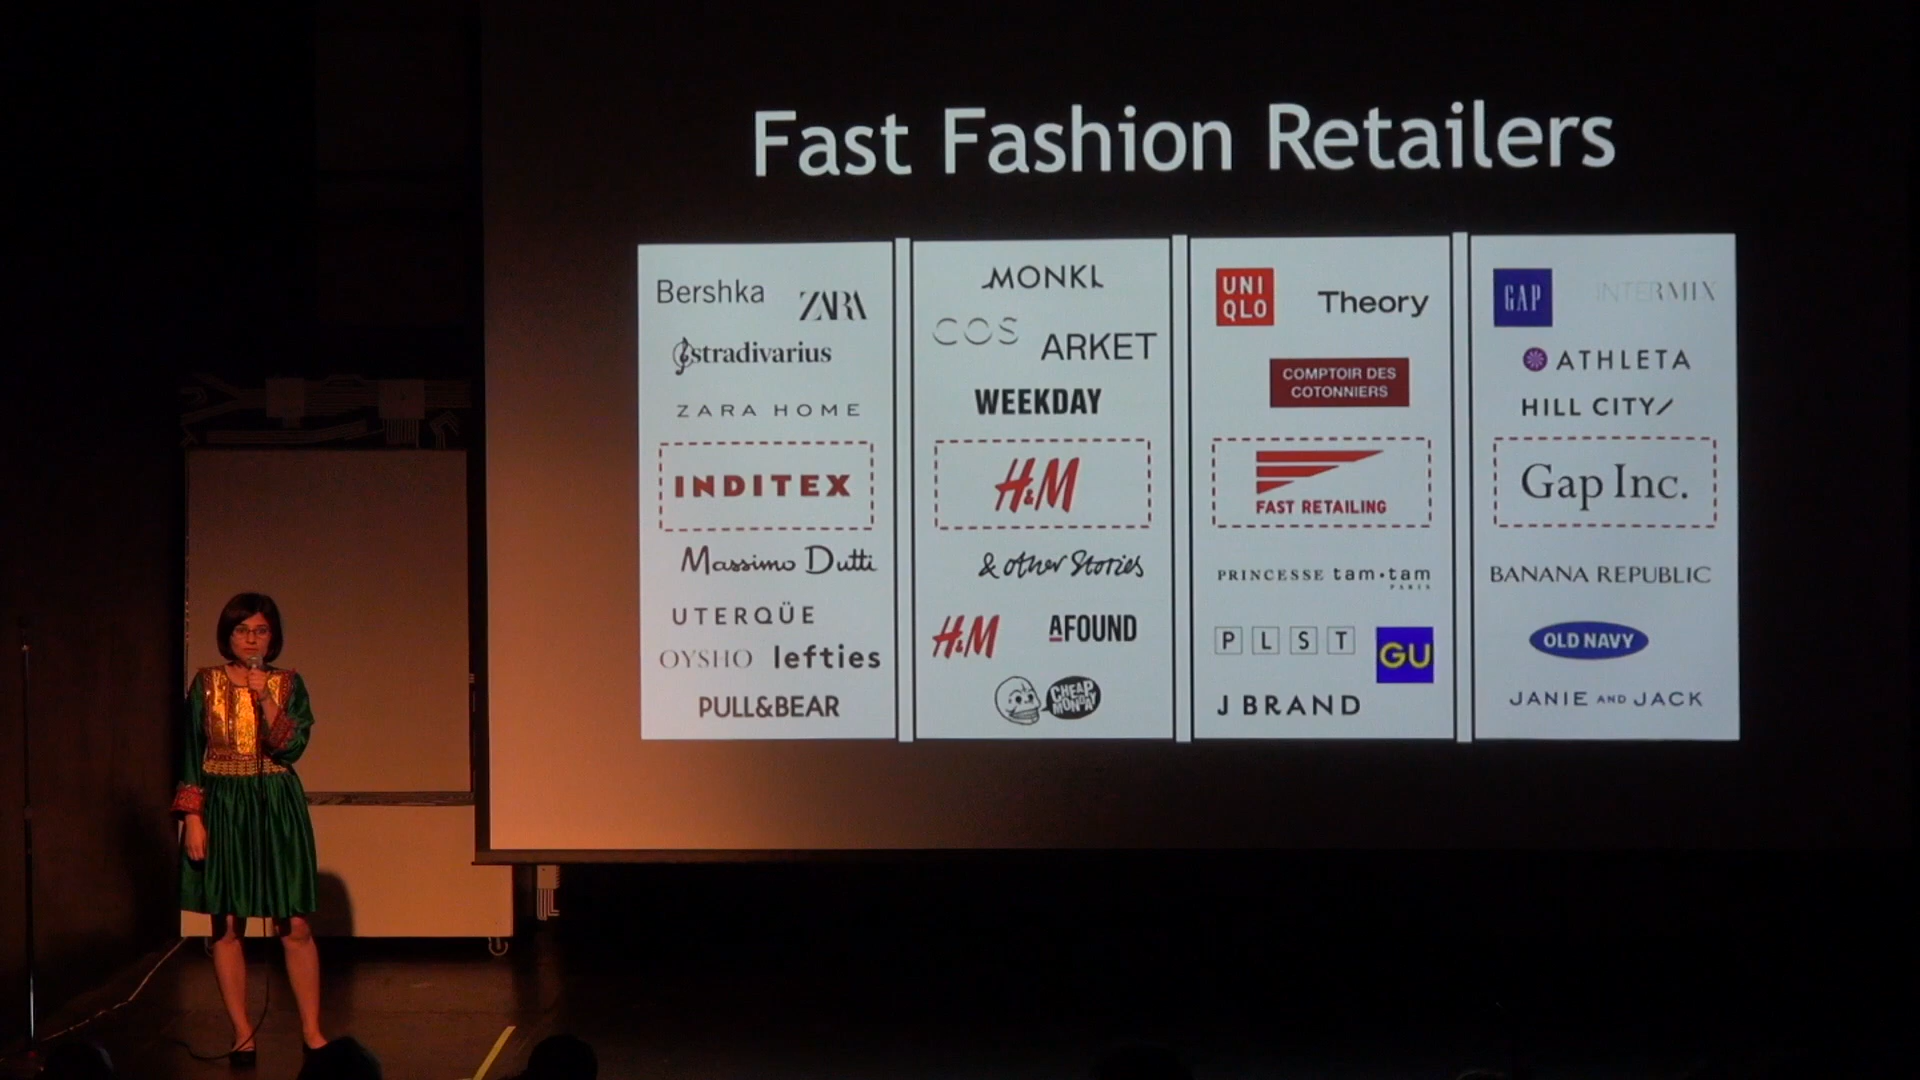 Fast Fashion Retailers
Bershka
ZARA
stradivarius
ZARA HOME
INDITEX
Massimo Dutti
UTERQÜE
OYSHO
lefties
PULL&BEAR
MONKI
COS
ARKET
WEEKDAY
H&M
& other Stories
H&M
AFOUND
CHEAP
MONDAY
UNI
QLO
Theory
COMPTOIR DES
COTONNIERS
FAST RETAILING
PRINCESSE tam·tam
PARIS
PLST
GU
J BRAND
GAP
INTERMIX
ATHLETA
HILL CITY/
Gap Inc.
BANANA REPUBLIC
OLD NAVY
JANIE AND JACK